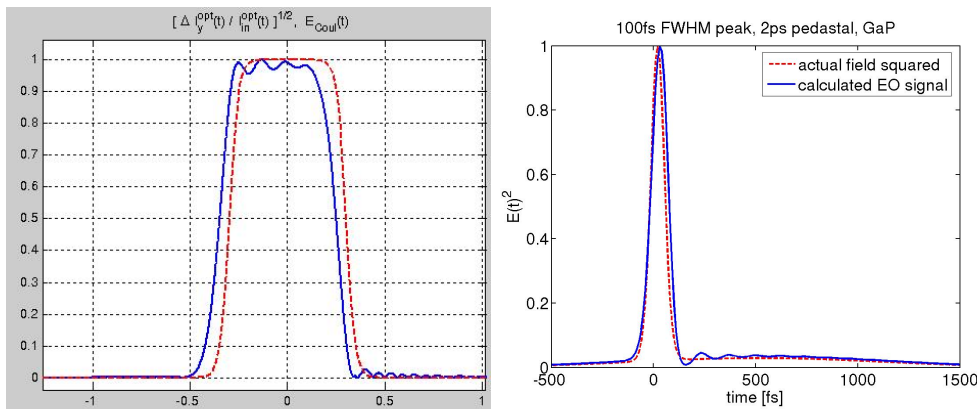 [ Δ I_y^opt(t) / I_in^opt(t) ]^1/2, E_Coul(t)
1
0.9
0.8
0.7
0.6
0.5
0.4
0.3
0.2
0.1
0
-1 -0.5 0 0.5 1
100fs FWHM peak, 2ps pedastal, GaP
actual field squared
calculated EO signal
E(t)^2
1
0.8
0.6
0.4
0.2
0
-500 0 500 1000 1500
time [fs]